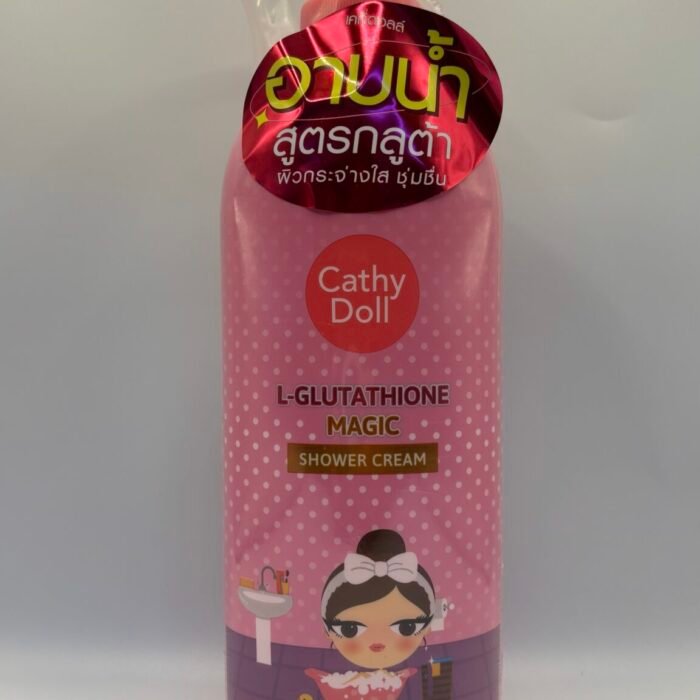 เคที่ดอลล์
อาบน้ำ
สูตรกลูต้า
ผิวกระจ่างใส ชุ่มชื่น
Cathy
Doll
L-GLUTATHIONE
MAGIC
SHOWER CREAM